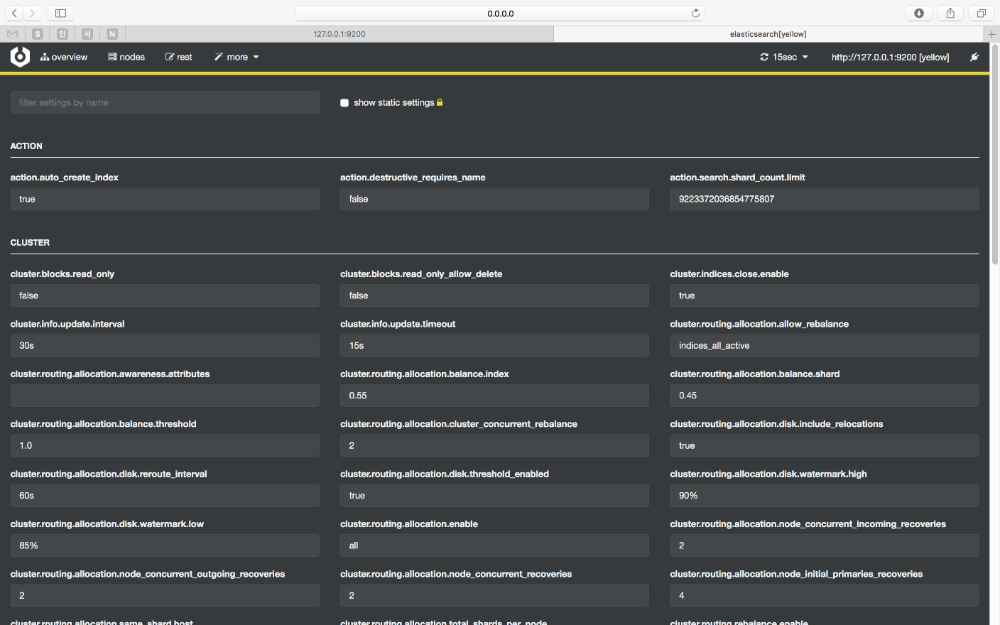 0.0.0.0
S 인 서 N 127.0.0.1:9200 elasticsearch[yellow]
overview nodes rest more 15sec http://127.0.0.1:9200 [yellow]
filter settings by name show static settings
ACTION
action.auto_create_index action.destructive_requires_name action.search.shard_count.limit
true false 9223372036854775807
CLUSTER
cluster.blocks.read_only cluster.blocks.read_only_allow_delete cluster.indices.close.enable
false false true
cluster.info.update.interval cluster.info.update.timeout cluster.routing.allocation.allow_rebalance
30s 15s indices_all_active
cluster.routing.allocation.awareness.attributes cluster.routing.allocation.balance.index cluster.routing.allocation.balance.shard
0.55 0.45
cluster.routing.allocation.balance.threshold cluster.routing.allocation.cluster_concurrent_rebalance cluster.routing.allocation.disk.include_relocations
1.0 2 true
cluster.routing.allocation.disk.reroute_interval cluster.routing.allocation.disk.threshold_enabled cluster.routing.allocation.disk.watermark.high
60s true 90%
cluster.routing.allocation.disk.watermark.low cluster.routing.allocation.enable cluster.routing.allocation.node_concurrent_incoming_recoveries
85% all 2
cluster.routing.allocation.node_concurrent_outgoing_recoveries cluster.routing.allocation.node_concurrent_recoveries cluster.routing.allocation.node_initial_primaries_recoveries
2 2 4
cluster.routing.allocation.same_shard.host cluster.routing.allocation.total_shards_per_node cluster.routing.rebalance.enable